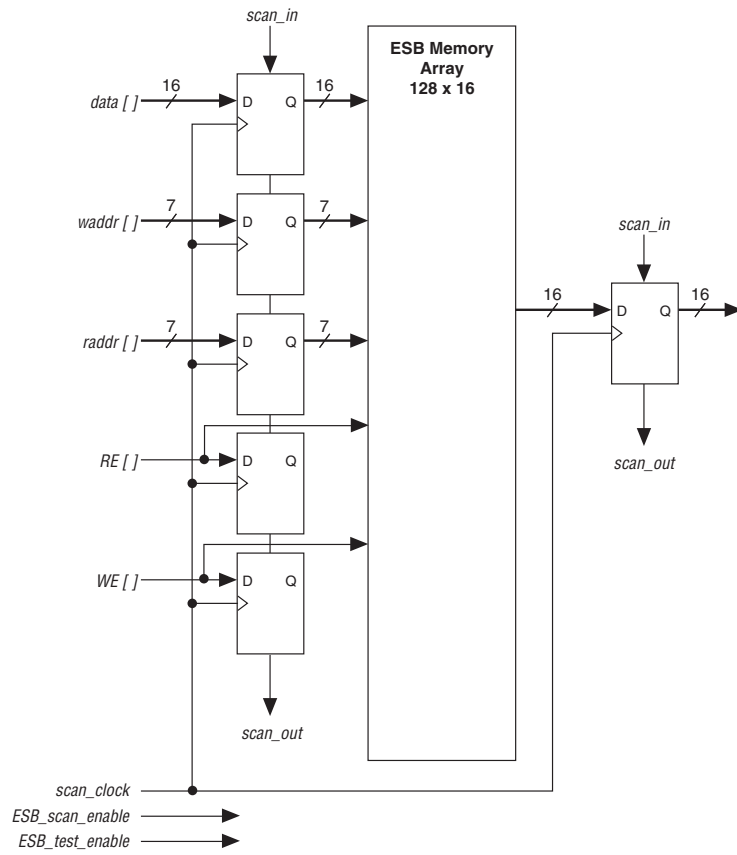 scan_in
ESB Memory
Array
128 x 16
data [ ] 16 D Q 16
waddr [ ] 7 D Q 7
scan_in
raddr [ ] 7 D Q 7
16 D Q 16
RE [ ] D Q
scan_out
WE [ ] D Q
scan_out
scan_clock
ESB_scan_enable
ESB_test_enable